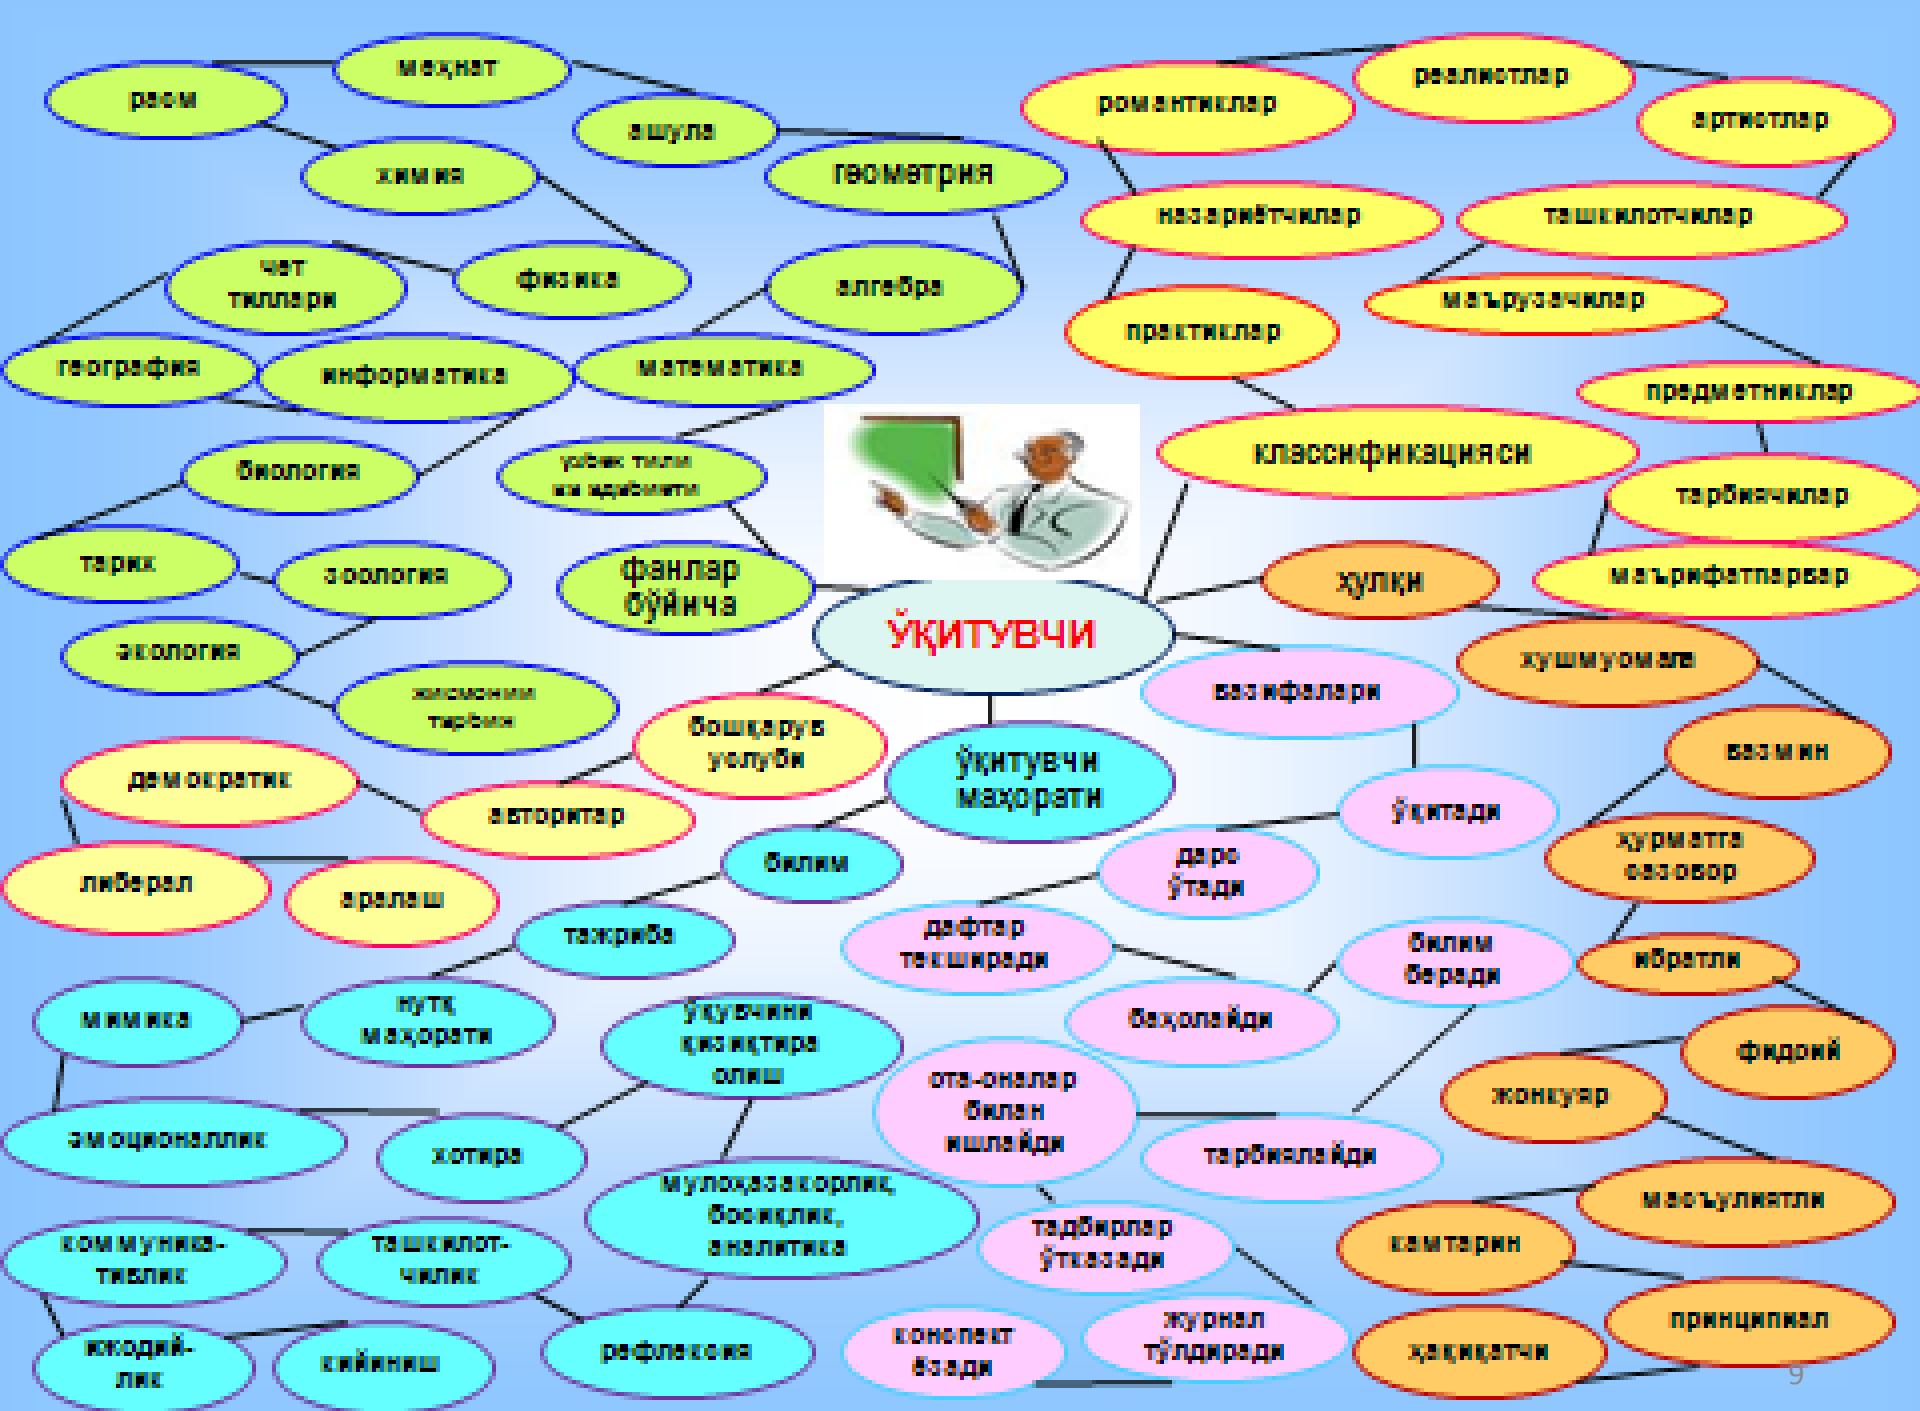 меҳнат
расм
ашула
химия
геометрия
чет
тиллари
физика
алгебра
география
информатика
математика
биология
ўзбек тили
ва адабиёти
тарих
зоология
фанлар
бўйича
экология
жисмоний
тарбия
романтиклар
реалистлар
артистлар
назариётчилар
ташкилотчилар
практиклар
маърузачилар
предметниклар
классификацияси
тарбиячилар
маърифатпарвар
ЎҚИТУВЧИ
ҳулқи
хушмуомала
вазмин
ҳурматга
сазовор
ибратли
фидоий
жонкуяр
масъулиятли
камтарин
принципиал
ҳақиқатчи
вазифалари
ўқитади
дарс
ўтади
дафтар
текширади
баҳолайди
билим
беради
тарбиялайди
ота-оналар
билан
ишлайди
тадбирлар
ўтказади
журнал
тўлдиради
конспект
ёзади
бошқарув
услуби
авторитар
демократик
либерал
аралаш
ўқитувчи
маҳорати
билим
тажриба
нутқ
маҳорати
мимика
эмоционаллик
хотира
ўқувчини
қизиқтира
олиш
мулоҳазакорлик,
босиқлик,
аналитика
рефлексия
ташкилот-
чилик
коммуника-
тивлик
ижодий-
лик
кийиниш
9